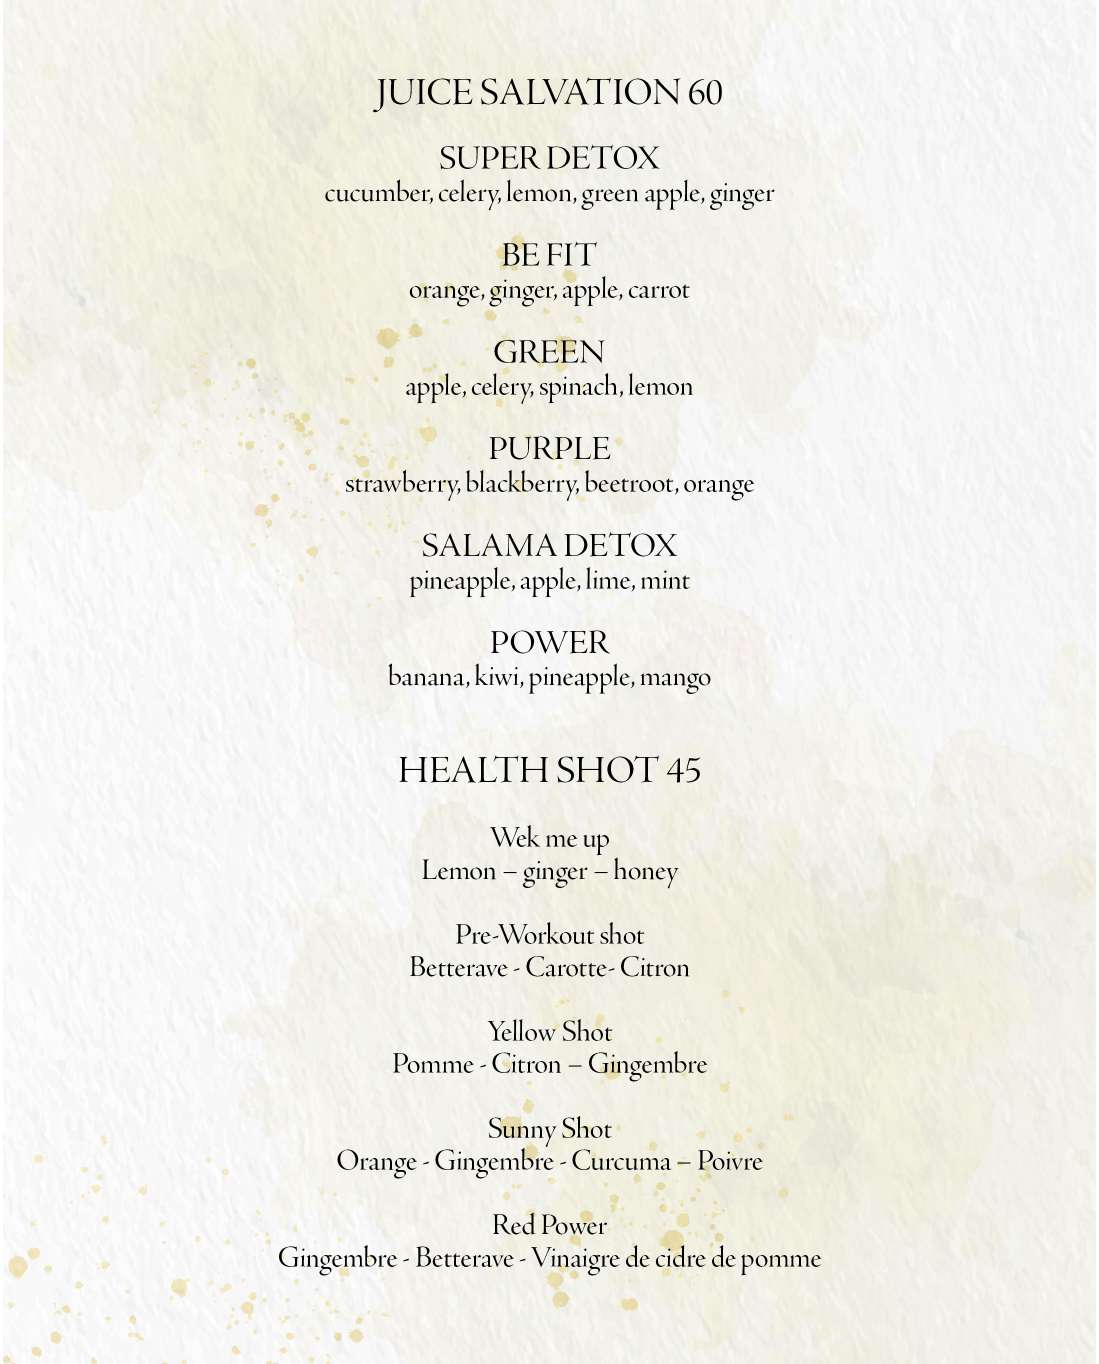 JUICE SALVATION 60
SUPER DETOX
cucumber, celery, lemon, green apple, ginger
BE FIT
orange, ginger, apple, carrot
GREEN
apple, celery, spinach, lemon
PURPLE
strawberry, blackberry, beetroot, orange
SALAMA DETOX
pineapple, apple, lime, mint
POWER
banana, kiwi, pineapple, mango
HEALTH SHOT 45
Wek me up
Lemon – ginger – honey
Pre-Workout shot
Betterave - Carotte- Citron
Yellow Shot
Pomme - Citron – Gingembre
Sunny Shot
Orange - Gingembre - Curcuma – Poivre
Red Power
Gingembre - Betterave - Vinaigre de cidre de pomme